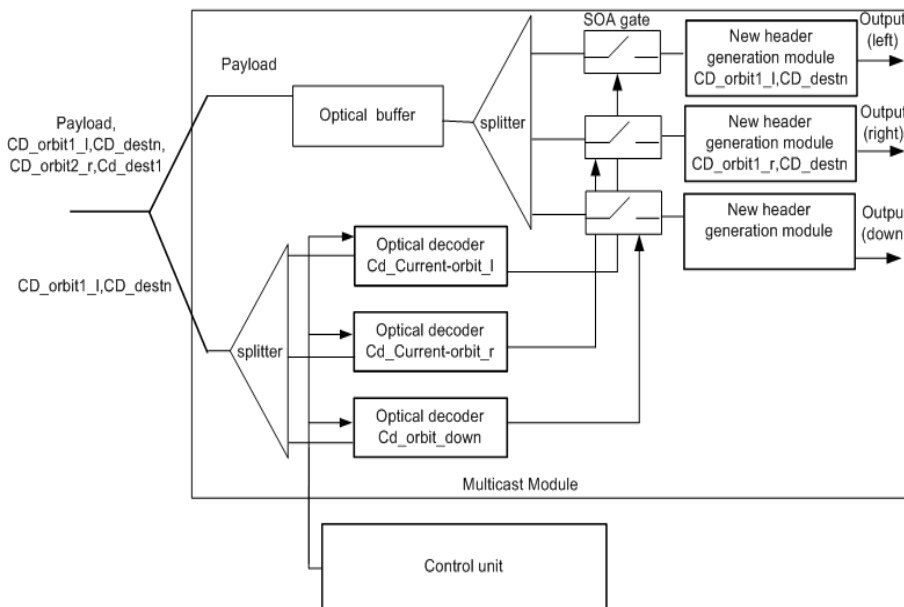 SOA gate
Output
(left)
New header
generation module
CD_orbit1_l,CD_destn
Payload
Optical buffer
splitter
Payload,
CD_orbit1_l,CD_destn,
CD_orbit2_r,Cd_dest1
New header
generation module
CD_orbit1_r,CD_destn
Output
(right)
New header
generation module
Output
(down)
CD_orbit1_l,CD_destn
splitter
Optical decoder
Cd_Current-orbit_l
Optical decoder
Cd_Current-orbit_r
Optical decoder
Cd_orbit_down
Multicast Module
Control unit